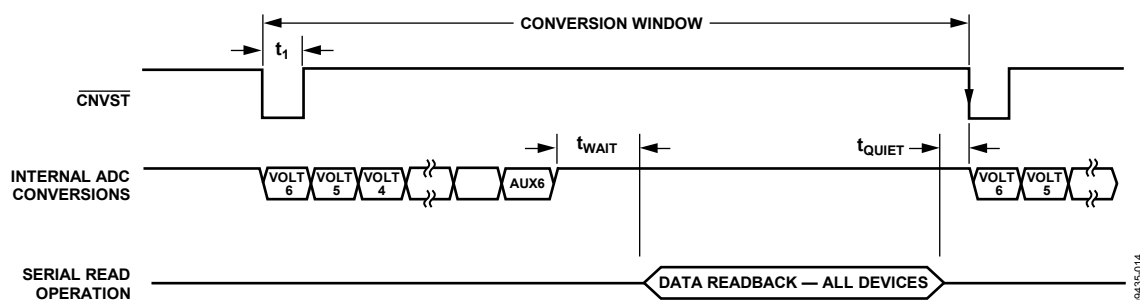 CONVERSION WINDOW
t1
CNVST
tWAIT
tQUIET
INTERNAL ADC
CONVERSIONS
VOLT
6
VOLT
5
VOLT
4
AUX6
VOLT
6
VOLT
5
SERIAL READ
OPERATION
DATA READBACK — ALL DEVICES